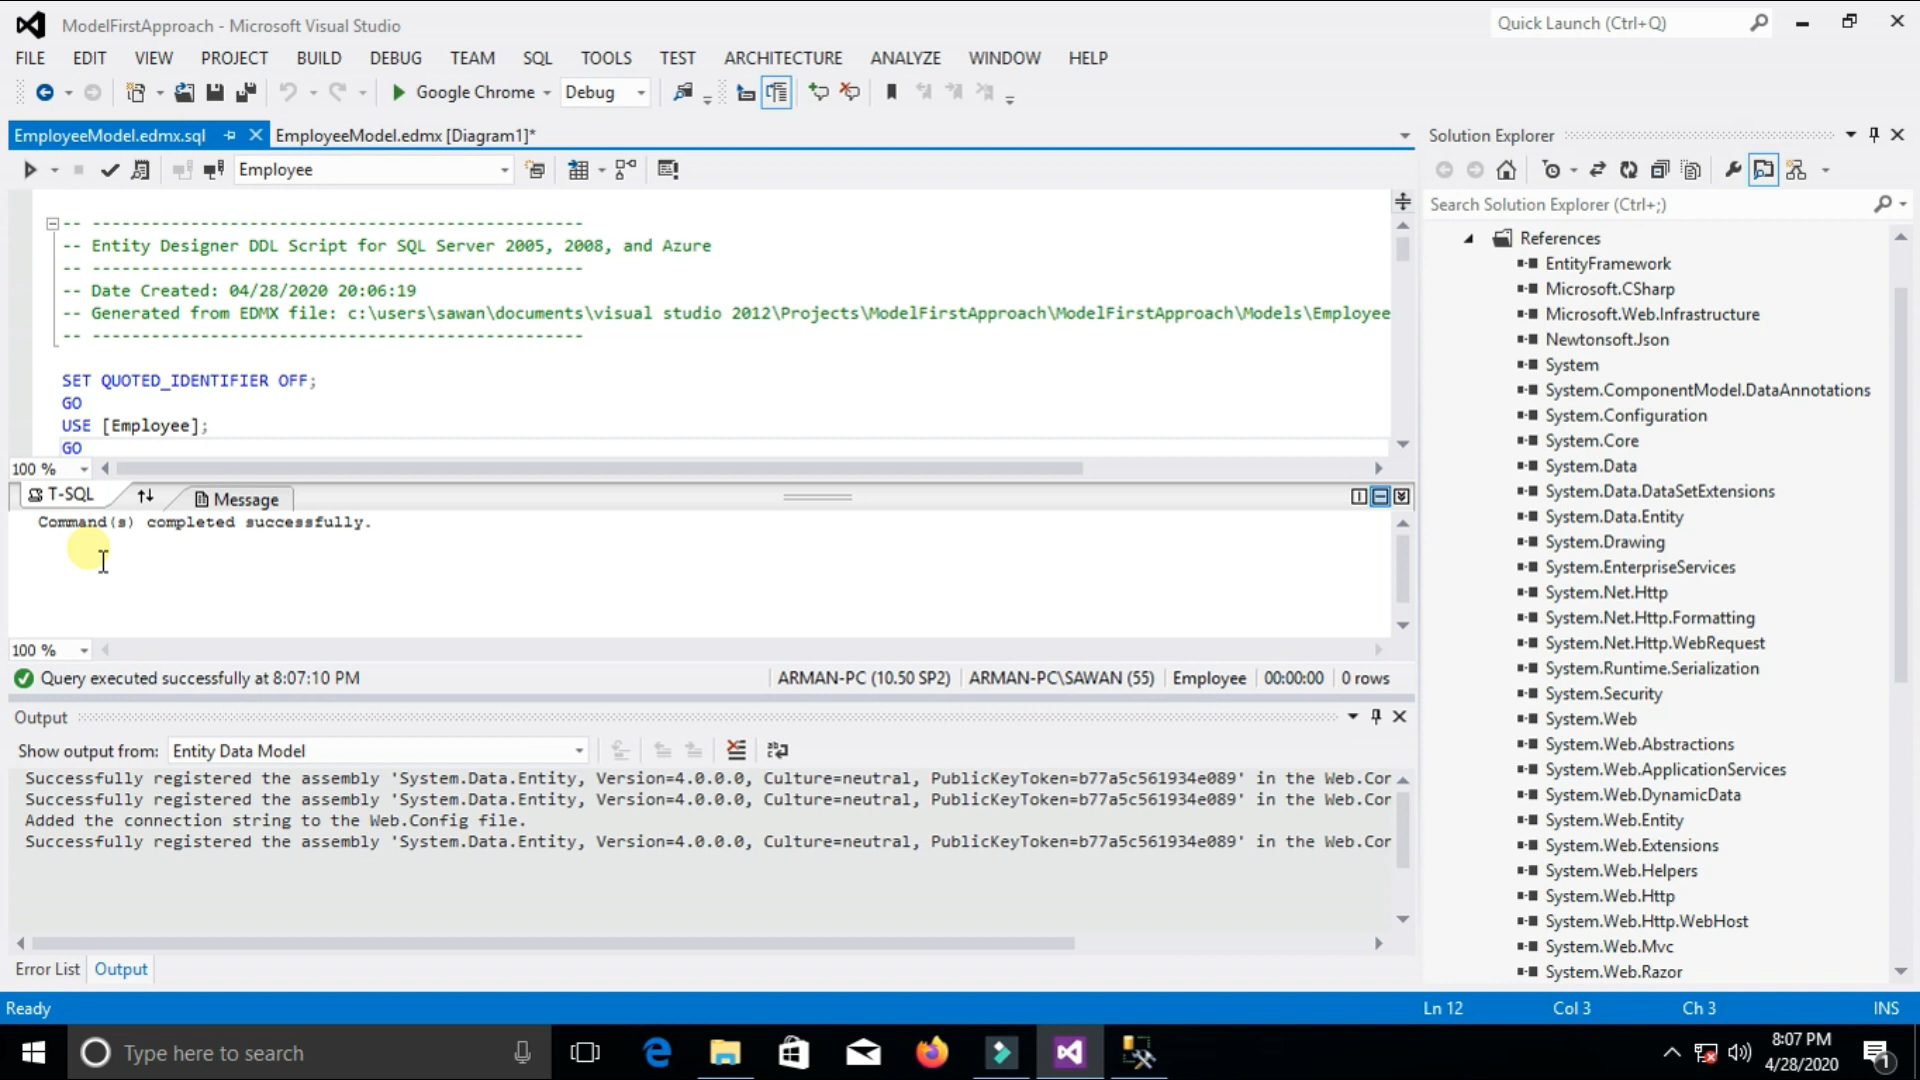 ModelFirstApproach - Microsoft Visual Studio
Quick Launch (Ctrl+Q)
FILE EDIT VIEW PROJECT BUILD DEBUG TEAM SQL TOOLS TEST ARCHITECTURE ANALYZE WINDOW HELP
Google Chrome Debug
EmployeeModel.edmx.sql EmployeeModel.edmx [Diagram1]*
Employee
-- --------------------------------------------------
-- Entity Designer DDL Script for SQL Server 2005, 2008, and Azure
-- --------------------------------------------------
-- Date Created: 04/28/2020 20:06:19
-- Generated from EDMX file: c:\users\sawan\documents\visual studio 2012\Projects\ModelFirstApproach\ModelFirstApproach\Models\Employee
-- --------------------------------------------------
SET QUOTED_IDENTIFIER OFF;
GO
USE [Employee];
GO
100 %
T-SQL Message
Command(s) completed successfully.
100 %
Query executed successfully at 8:07:10 PM ARMAN-PC (10.50 SP2) ARMAN-PC\SAWAN (55) Employee 00:00:00 0 rows
Output
Show output from: Entity Data Model
Successfully registered the assembly 'System.Data.Entity, Version=4.0.0.0, Culture=neutral, PublicKeyToken=b77a5c561934e089' in the Web.Cor
Successfully registered the assembly 'System.Data.Entity, Version=4.0.0.0, Culture=neutral, PublicKeyToken=b77a5c561934e089' in the Web.Cor
Added the connection string to the Web.Config file.
Successfully registered the assembly 'System.Data.Entity, Version=4.0.0.0, Culture=neutral, PublicKeyToken=b77a5c561934e089' in the Web.Cor
Error List Output
Solution Explorer
Search Solution Explorer (Ctrl+;)
References
EntityFramework
Microsoft.CSharp
Microsoft.Web.Infrastructure
Newtonsoft.Json
System
System.ComponentModel.DataAnnotations
System.Configuration
System.Core
System.Data
System.Data.DataSetExtensions
System.Data.Entity
System.Drawing
System.EnterpriseServices
System.Net.Http
System.Net.Http.Formatting
System.Net.Http.WebRequest
System.Runtime.Serialization
System.Security
System.Web
System.Web.Abstractions
System.Web.ApplicationServices
System.Web.DynamicData
System.Web.Entity
System.Web.Extensions
System.Web.Helpers
System.Web.Http
System.Web.Http.WebHost
System.Web.Mvc
System.Web.Razor
Ready Ln 12 Col 3 Ch 3 INS
Type here to search
8:07 PM
4/28/2020
1